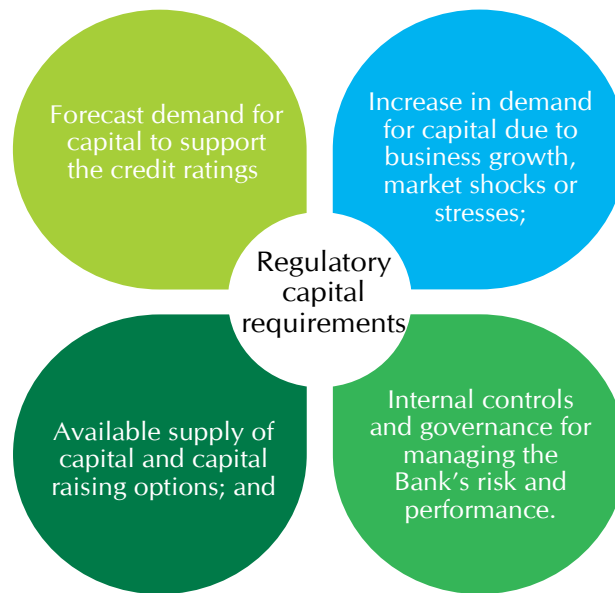 Forecast demand for
capital to support
the credit ratings
Increase in demand
for capital due to
business growth,
market shocks or
stresses;
Regulatory
capital
requirements
Available supply of
capital and capital
raising options; and
Internal controls
and governance for
managing the
Bank’s risk and
performance.